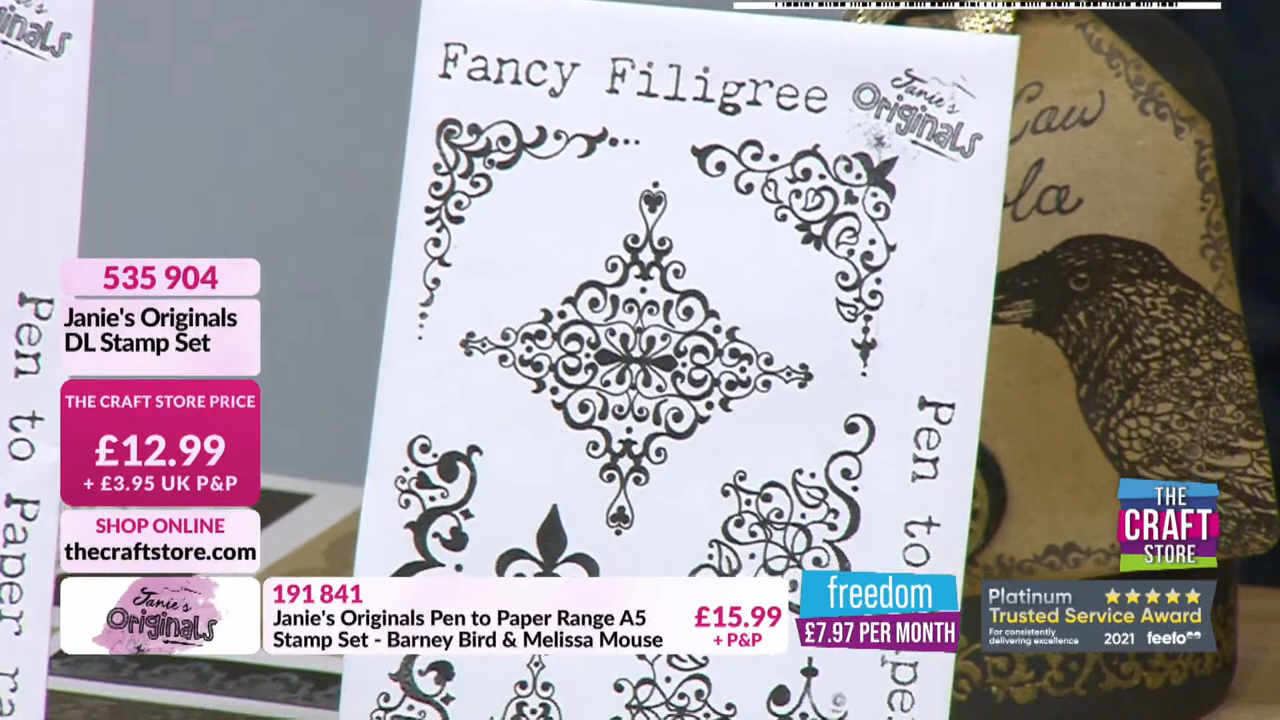 Originals
Fancy Filigree
Janie's
Originals
Caw
Pen to
Pen to Paper
535 904
Janie's Originals
DL Stamp Set
THE CRAFT STORE PRICE
£12.99
+ £3.95 UK P&P
SHOP ONLINE
thecraftstore.com
Janie's
Originals
191 841
Janie's Originals Pen to Paper Range A5
Stamp Set - Barney Bird & Melissa Mouse
£15.99
+ P&P
freedom
£7.97 PER MONTH
THE
CRAFT
STORE
Platinum
Trusted Service Award
For consistently
delivering excellence
2021 feefo